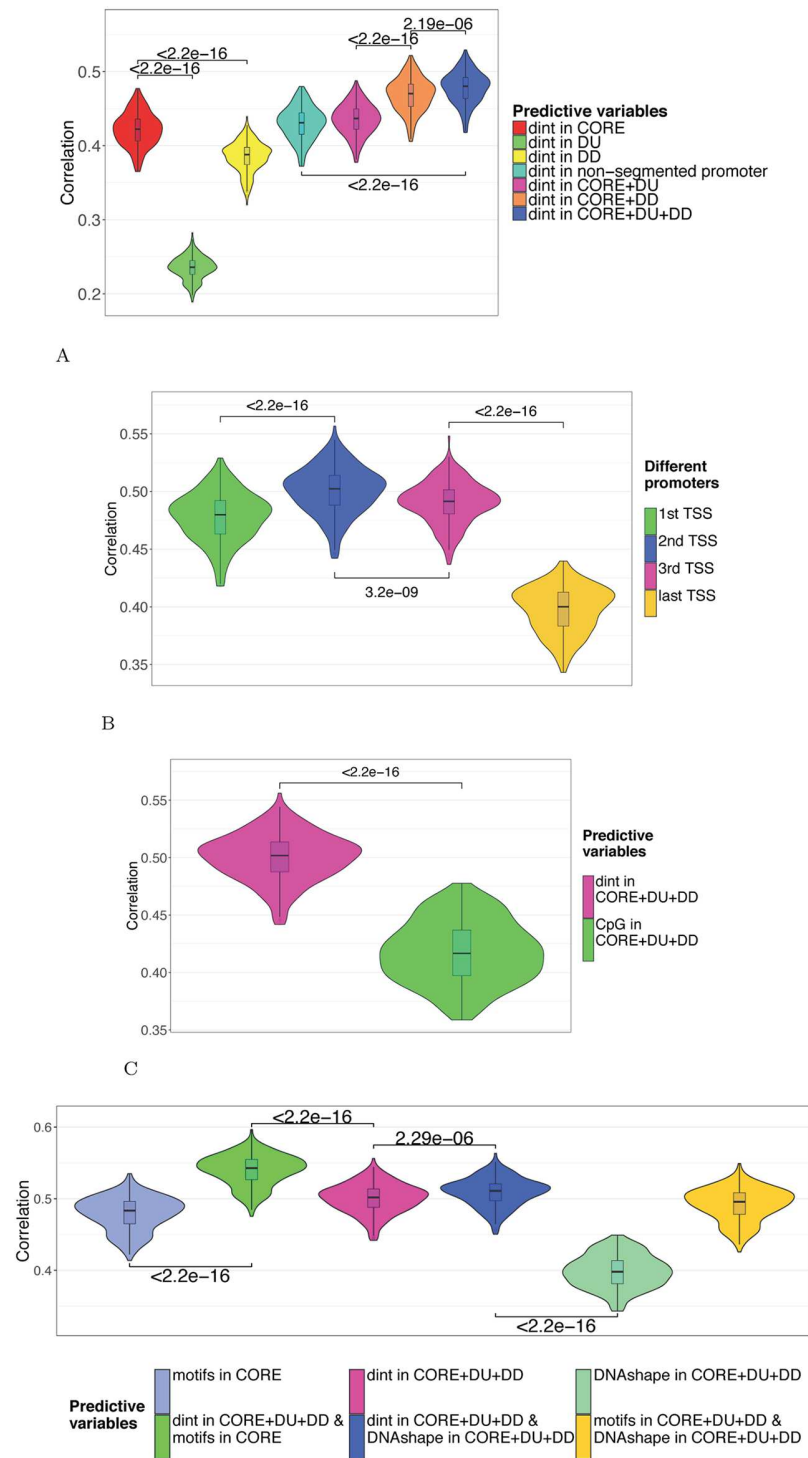 2.19e−06
<2.2e−16
<2.2e−16
<2.2e−16
0.5
0.4
0.3
0.2
Correlation
<2.2e−16
Predictive variables
dint in CORE
dint in DU
dint in DD
dint in non−segmented promoter
dint in CORE+DU
dint in CORE+DD
dint in CORE+DU+DD
A
<2.2e−16
<2.2e−16
0.55
0.50
0.45
0.40
0.35
Correlation
3.2e−09
Different
promoters
1st TSS
2nd TSS
3rd TSS
last TSS
B
<2.2e−16
0.55
0.50
0.45
0.40
0.35
Correlation
Predictive
variables
dint in
CORE+DU+DD
CpG in
CORE+DU+DD
C
<2.2e−16
2.29e−06
0.6
0.5
0.4
Correlation
<2.2e−16
<2.2e−16
Predictive
variables
motifs in CORE
dint in CORE+DU+DD &
motifs in CORE
dint in CORE+DU+DD
dint in CORE+DU+DD &
DNAshape in CORE+DU+DD
DNAshape in CORE+DU+DD
motifs in CORE+DU+DD &
DNAshape in CORE+DU+DD